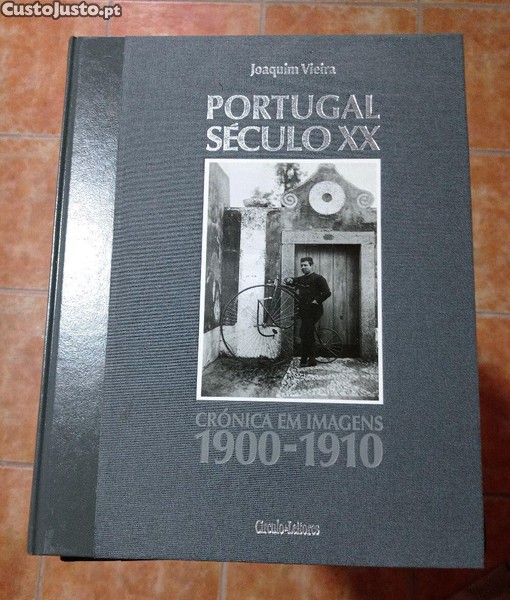 CustoJusto.pt
Joaquim Vieira
PORTUGAL
SÉCULO XX
CRÓNICA EM IMAGENS
1900-1910
Círculo de Leitores